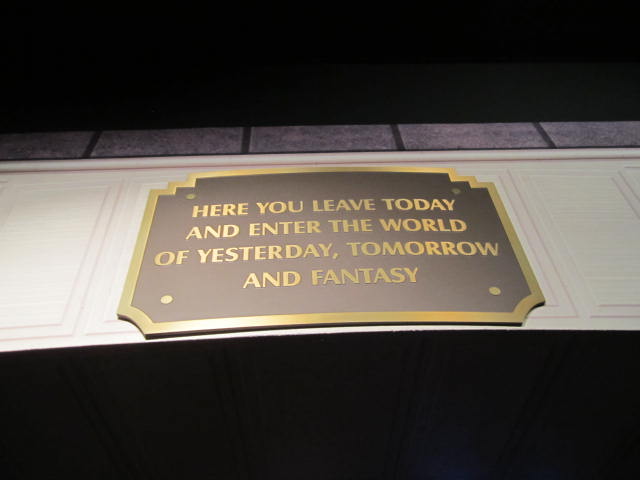 HERE YOU LEAVE TODAY
AND ENTER THE WORLD
OF YESTERDAY, TOMORROW
AND FANTASY